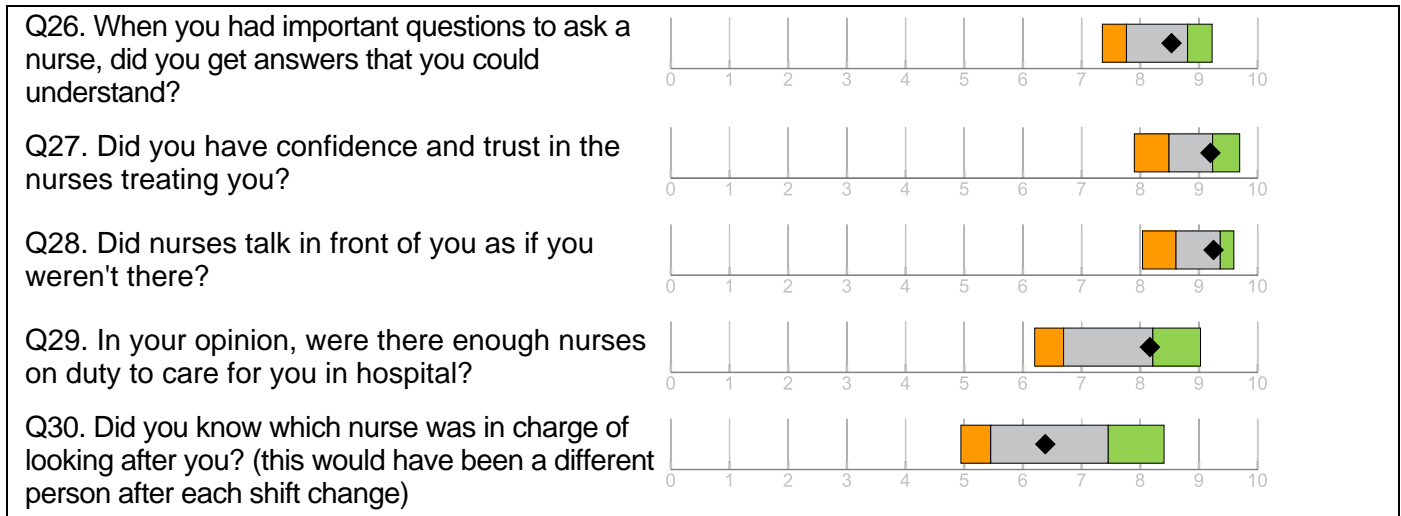 Q26. When you had important questions to ask a
nurse, did you get answers that you could
understand?
0 1 2 3 4 5 6 7 8 9 10
Q27. Did you have confidence and trust in the
nurses treating you?
0 1 2 3 4 5 6 7 8 9 10
Q28. Did nurses talk in front of you as if you
weren't there?
0 1 2 3 4 5 6 7 8 9 10
Q29. In your opinion, were there enough nurses
on duty to care for you in hospital?
0 1 2 3 4 5 6 7 8 9 10
Q30. Did you know which nurse was in charge of
looking after you? (this would have been a different
person after each shift change)
0 1 2 3 4 5 6 7 8 9 10